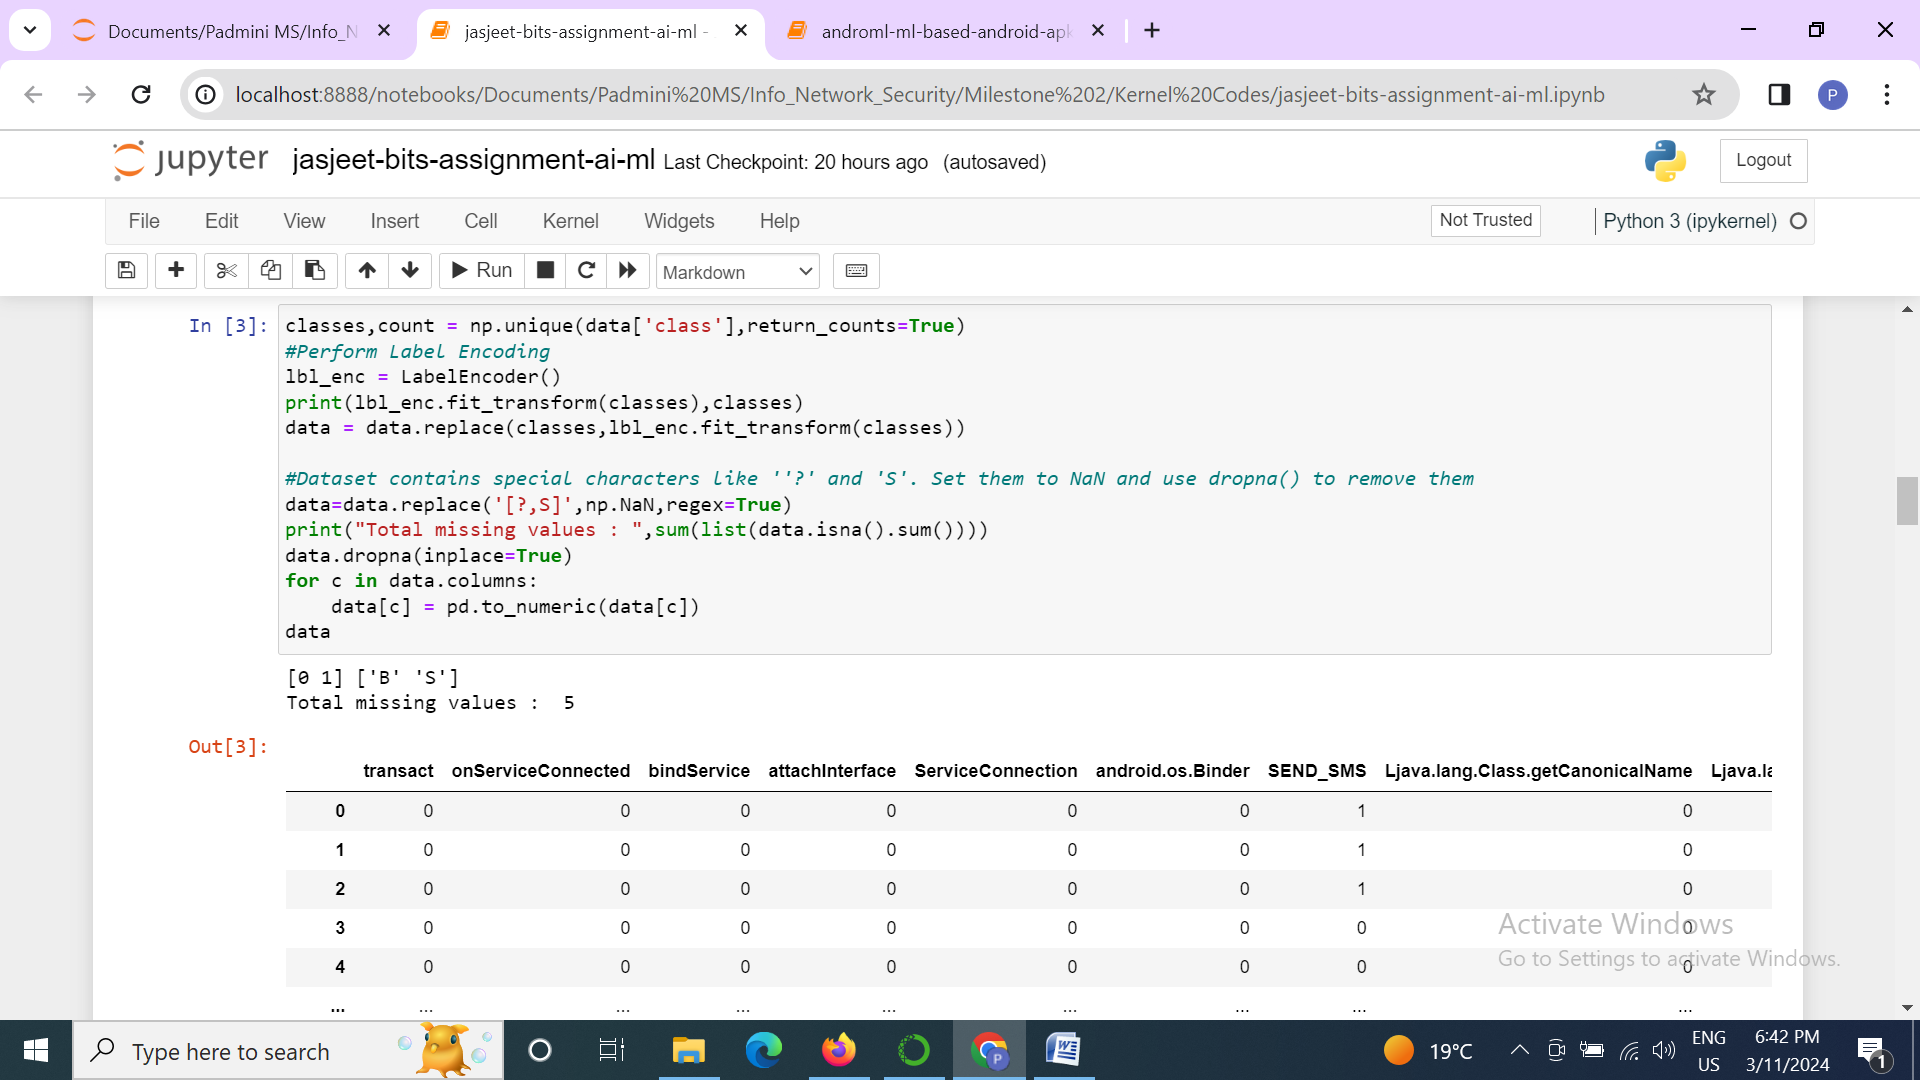 Documents/Padmini MS/Info_N
jasjeet-bits-assignment-ai-ml -
androml-ml-based-android-apk
localhost:8888/notebooks/Documents/Padmini%20MS/Info_Network_Security/Milestone%202/Kernel%20Codes/jasjeet-bits-assignment-ai-ml.ipynb
P
jupyter jasjeet-bits-assignment-ai-ml Last Checkpoint: 20 hours ago (autosaved)
Logout
File Edit View Insert Cell Kernel Widgets Help
Not Trusted
Python 3 (ipykernel)
Run
Markdown
In [3]: classes,count = np.unique(data['class'],return_counts=True)
#Perform Label Encoding
lbl_enc = LabelEncoder()
print(lbl_enc.fit_transform(classes),classes)
data = data.replace(classes,lbl_enc.fit_transform(classes))
#Dataset contains special characters like ''?' and 'S'. Set them to NaN and use dropna() to remove them
data=data.replace('[?,S]',np.NaN,regex=True)
print("Total missing values : ",sum(list(data.isna().sum())))
data.dropna(inplace=True)
for c in data.columns:
    data[c] = pd.to_numeric(data[c])
data
[0 1] ['B' 'S']
Total missing values :  5
Out[3]:
transact onServiceConnected bindService attachInterface ServiceConnection android.os.Binder SEND_SMS Ljava.lang.Class.getCanonicalName Ljava.la
0 0 0 0 0 0 0 1 0
1 0 0 0 0 0 0 1 0
2 0 0 0 0 0 0 1 0
3 0 0 0 0 0 0 0 0
4 0 0 0 0 0 0 0 0
... ... ... ... ... ... ... ... ...
Activate Windows
Go to Settings to activate Windows.
Type here to search
P
19°C
ENG
US
6:42 PM
3/11/2024
1